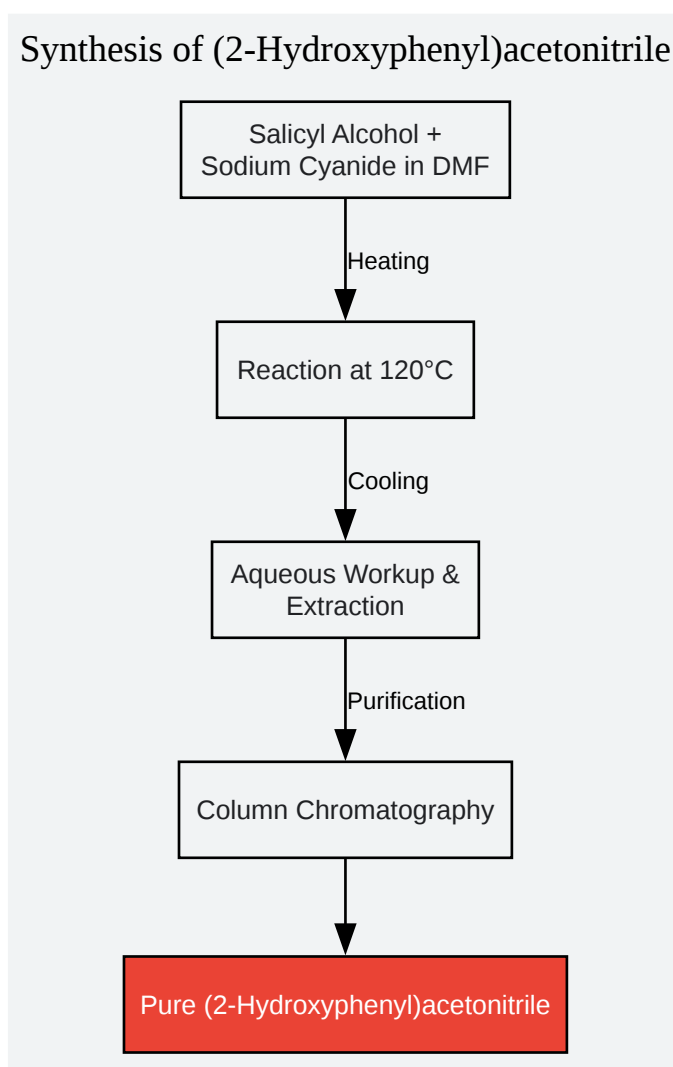 Synthesis of (2-Hydroxyphenyl)acetonitrile
Salicyl Alcohol +
Sodium Cyanide in DMF
Heating
Reaction at 120°C
Cooling
Aqueous Workup &
Extraction
Purification
Column Chromatography
Pure (2-Hydroxyphenyl)acetonitrile